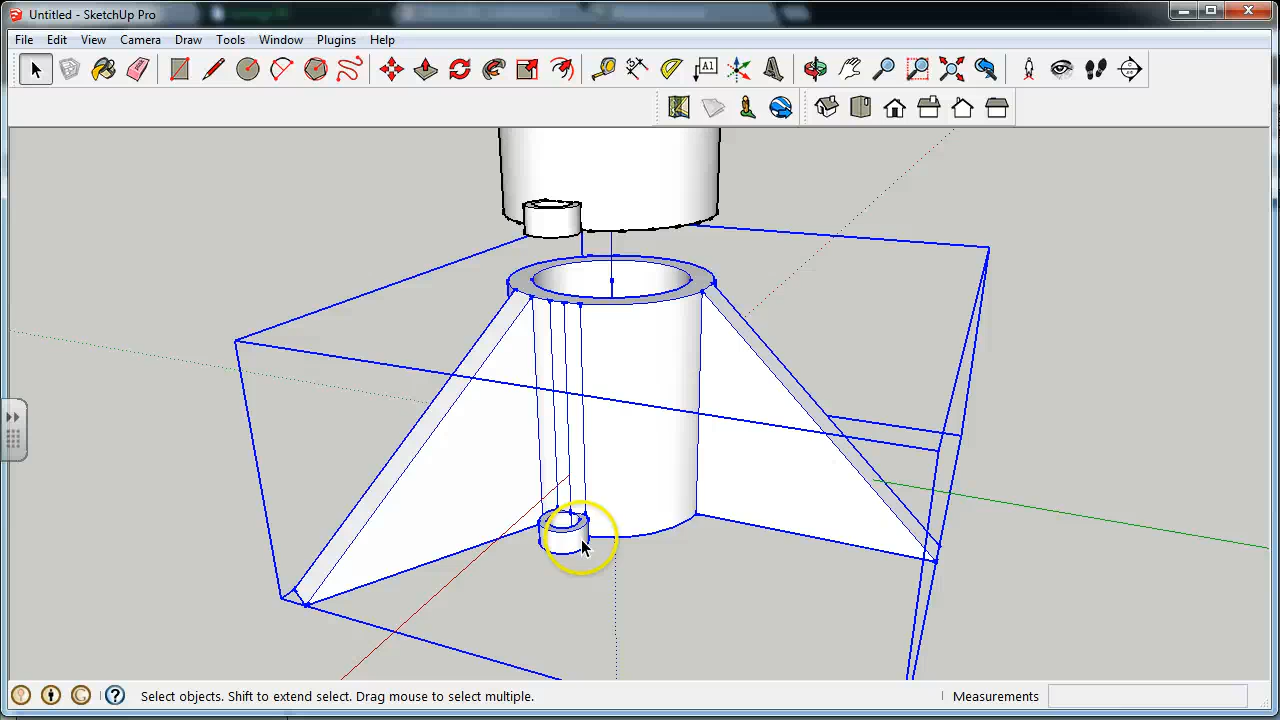 Untitled - SketchUp Pro
File Edit View Camera Draw Tools Window Plugins Help
A1
Select objects. Shift to extend select. Drag mouse to select multiple.
Measurements